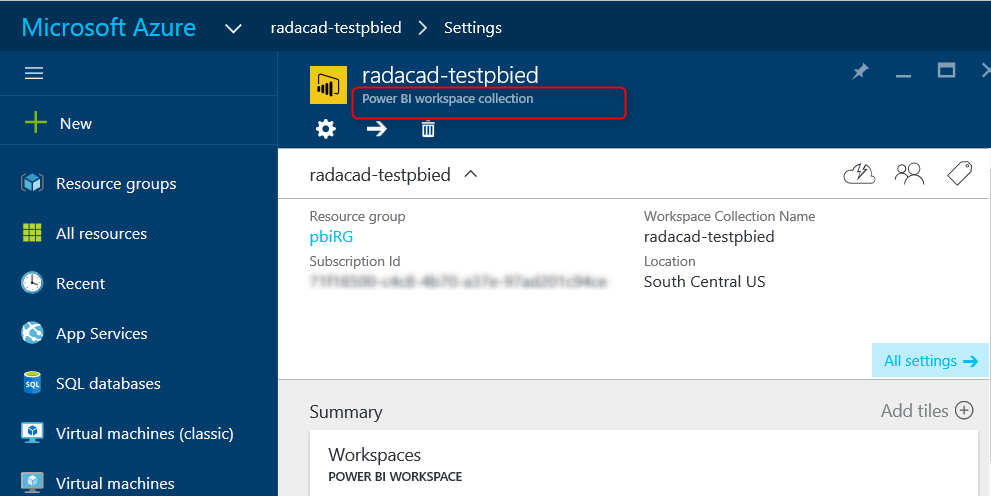 Microsoft Azure
radacad-testpbied > Settings
radacad-testpbied
Power BI workspace collection
New
Resource groups
All resources
Recent
App Services
SQL databases
Virtual machines (classic)
Virtual machines
radacad-testpbied
Resource group
pbiRG
Subscription Id
Workspace Collection Name
radacad-testpbied
Location
South Central US
All settings
Summary
Add tiles
Workspaces
POWER BI WORKSPACE